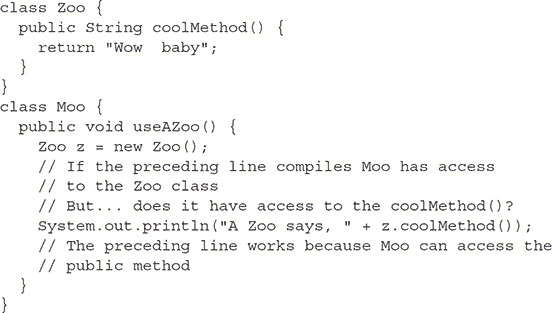 class Zoo {
  public String coolMethod() {
    return "Wow  baby";
  }
}
class Moo {
  public void useAZoo() {
    Zoo z = new Zoo();
    // If the preceding line compiles Moo has access
    // to the Zoo class
    // But... does it have access to the coolMethod()?
    System.out.println("A Zoo says, " + z.coolMethod());
    // The preceding line works because Moo can access the
    // public method
  }
}